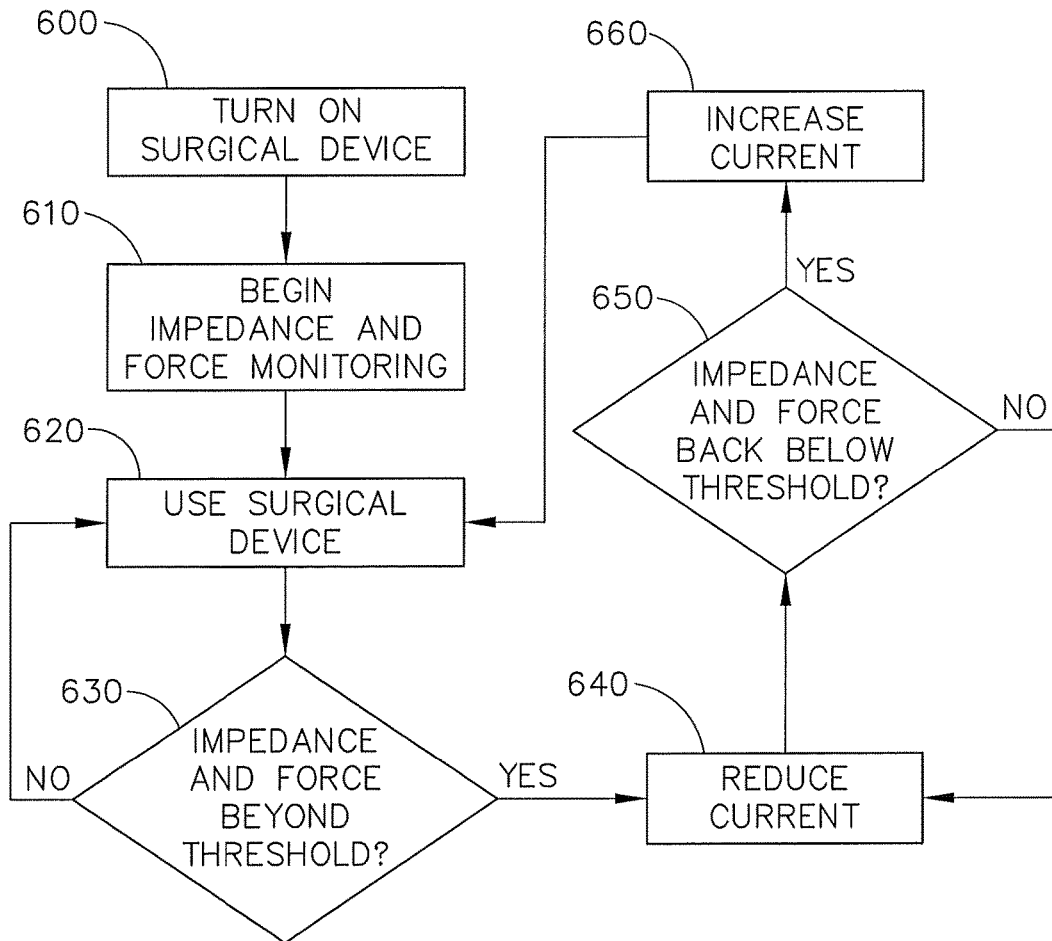 600
TURN ON
SURGICAL DEVICE
610
BEGIN
IMPEDANCE AND
FORCE MONITORING
620
USE SURGICAL
DEVICE
630
IMPEDANCE
AND FORCE
BEYOND
THRESHOLD?
NO
YES
640
REDUCE
CURRENT
650
IMPEDANCE
AND FORCE
BACK BELOW
THRESHOLD?
NO
YES
660
INCREASE
CURRENT